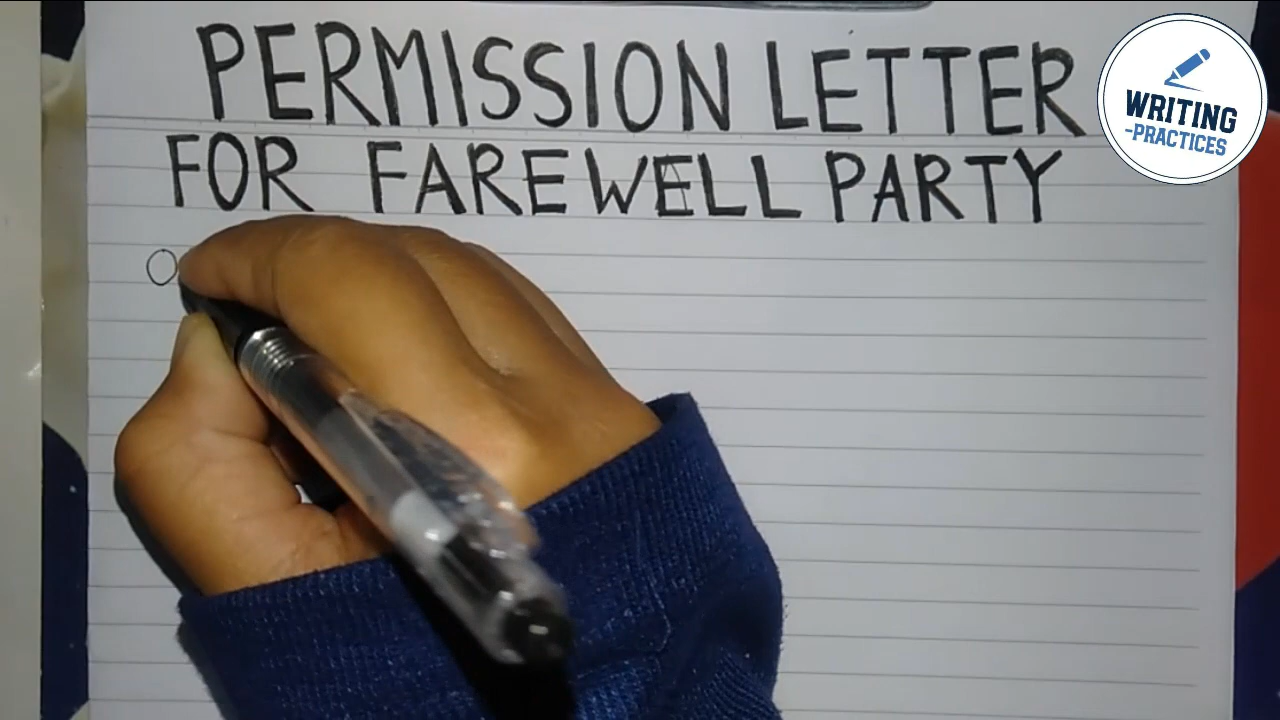 PERMISSION LETTER
FOR FAREWELL PARTY
O
WRITING
-PRACTICES